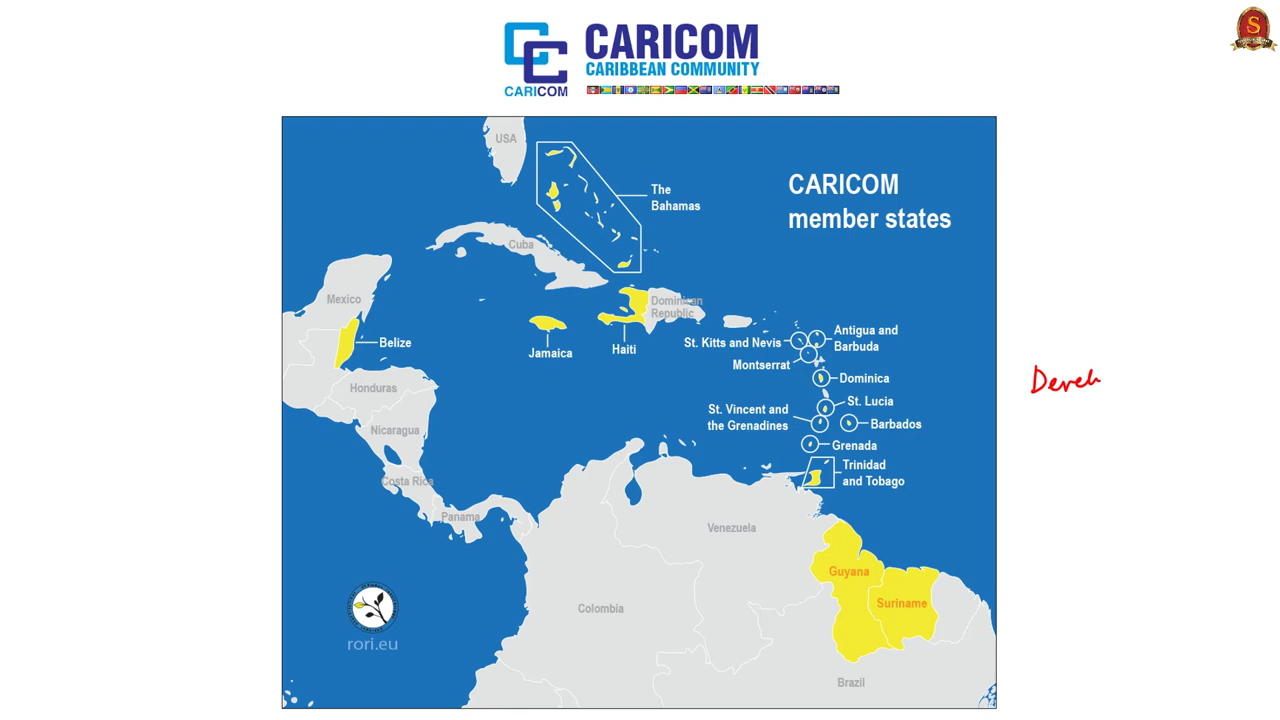 CARICOM
CARIBBEAN COMMUNITY
CARICOM
USA
CARICOM
member states
The
Bahamas
Cuba
Mexico
Dominican
Republic
Belize
Jamaica
Haiti
St. Kitts and Nevis
Antigua and
Barbuda
Montserrat
Honduras
Dominica
St. Lucia
St. Vincent and
the Grenadines
Barbados
Nicaragua
Grenada
Trinidad
and Tobago
Costa Rica
Panama
Venezuela
Guyana
Suriname
Colombia
rori.eu
Brazil
S